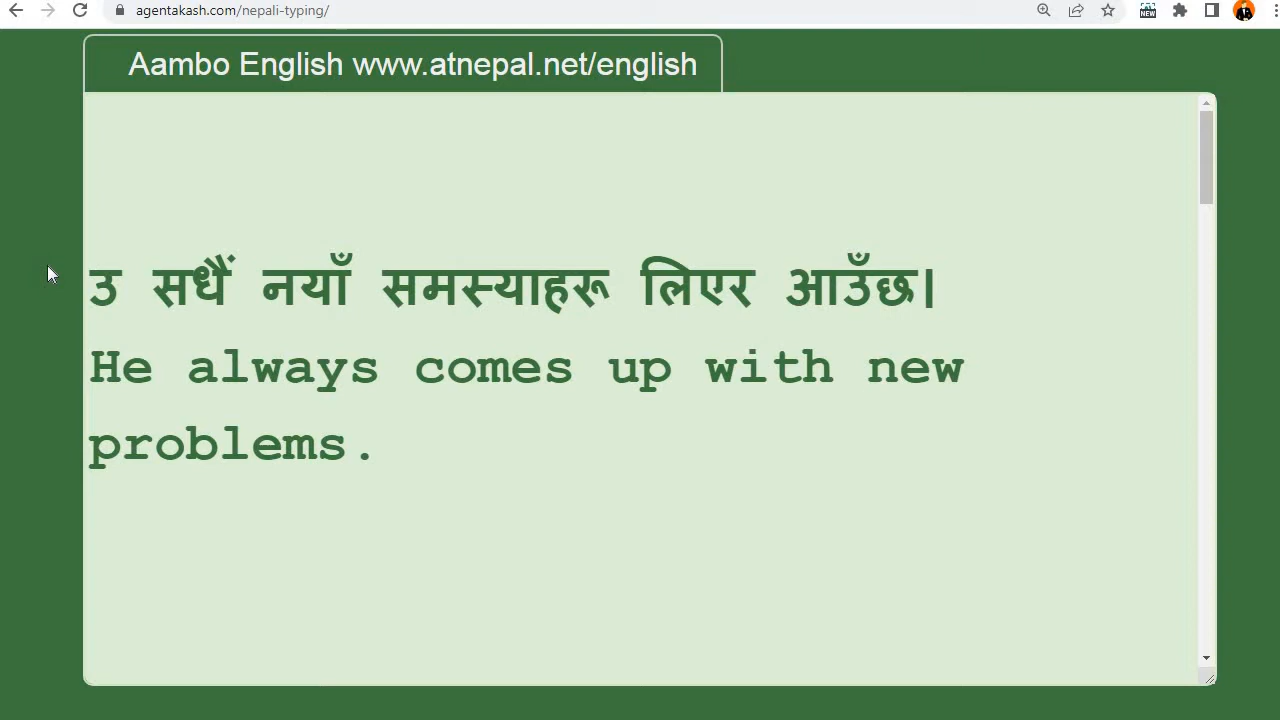 agentakash.com/nepali-typing/
NEW
Aambo English www.atnepal.net/english
उ सधैं नयाँ समस्याहरू लिएर आउँछ।
He always comes up with new
problems.